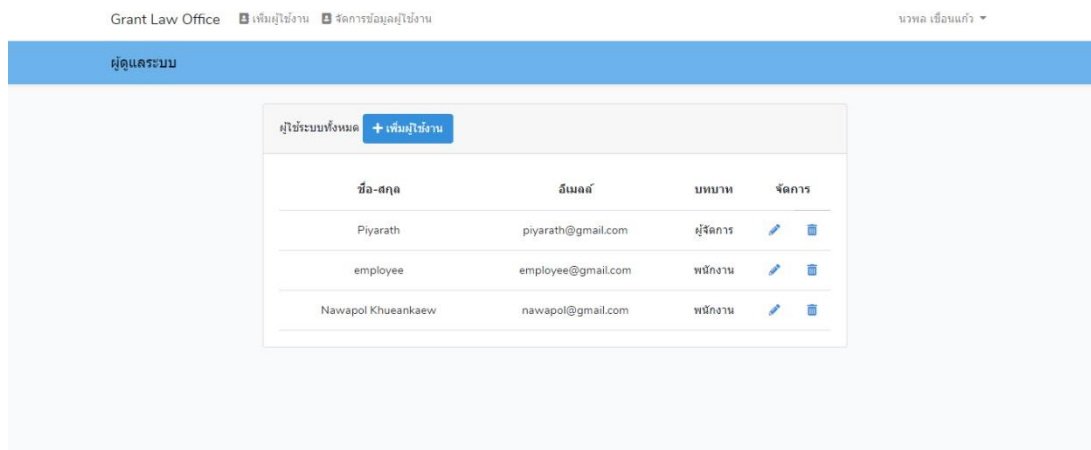 Grant Law Office เพิ่มผู้ใช้งาน จัดการข้อมูลผู้ใช้งาน นวพล เขื่อนแก้ว
ผู้ดูแลระบบ
ผู้ใช้ระบบทั้งหมด เพิ่มผู้ใช้งาน
ชื่อ-สกุล อีเมลล์ บทบาท จัดการ
Piyarath piyarath@gmail.com ผู้จัดการ
employee employee@gmail.com พนักงาน
Nawapol Khueankaew nawapol@gmail.com พนักงาน